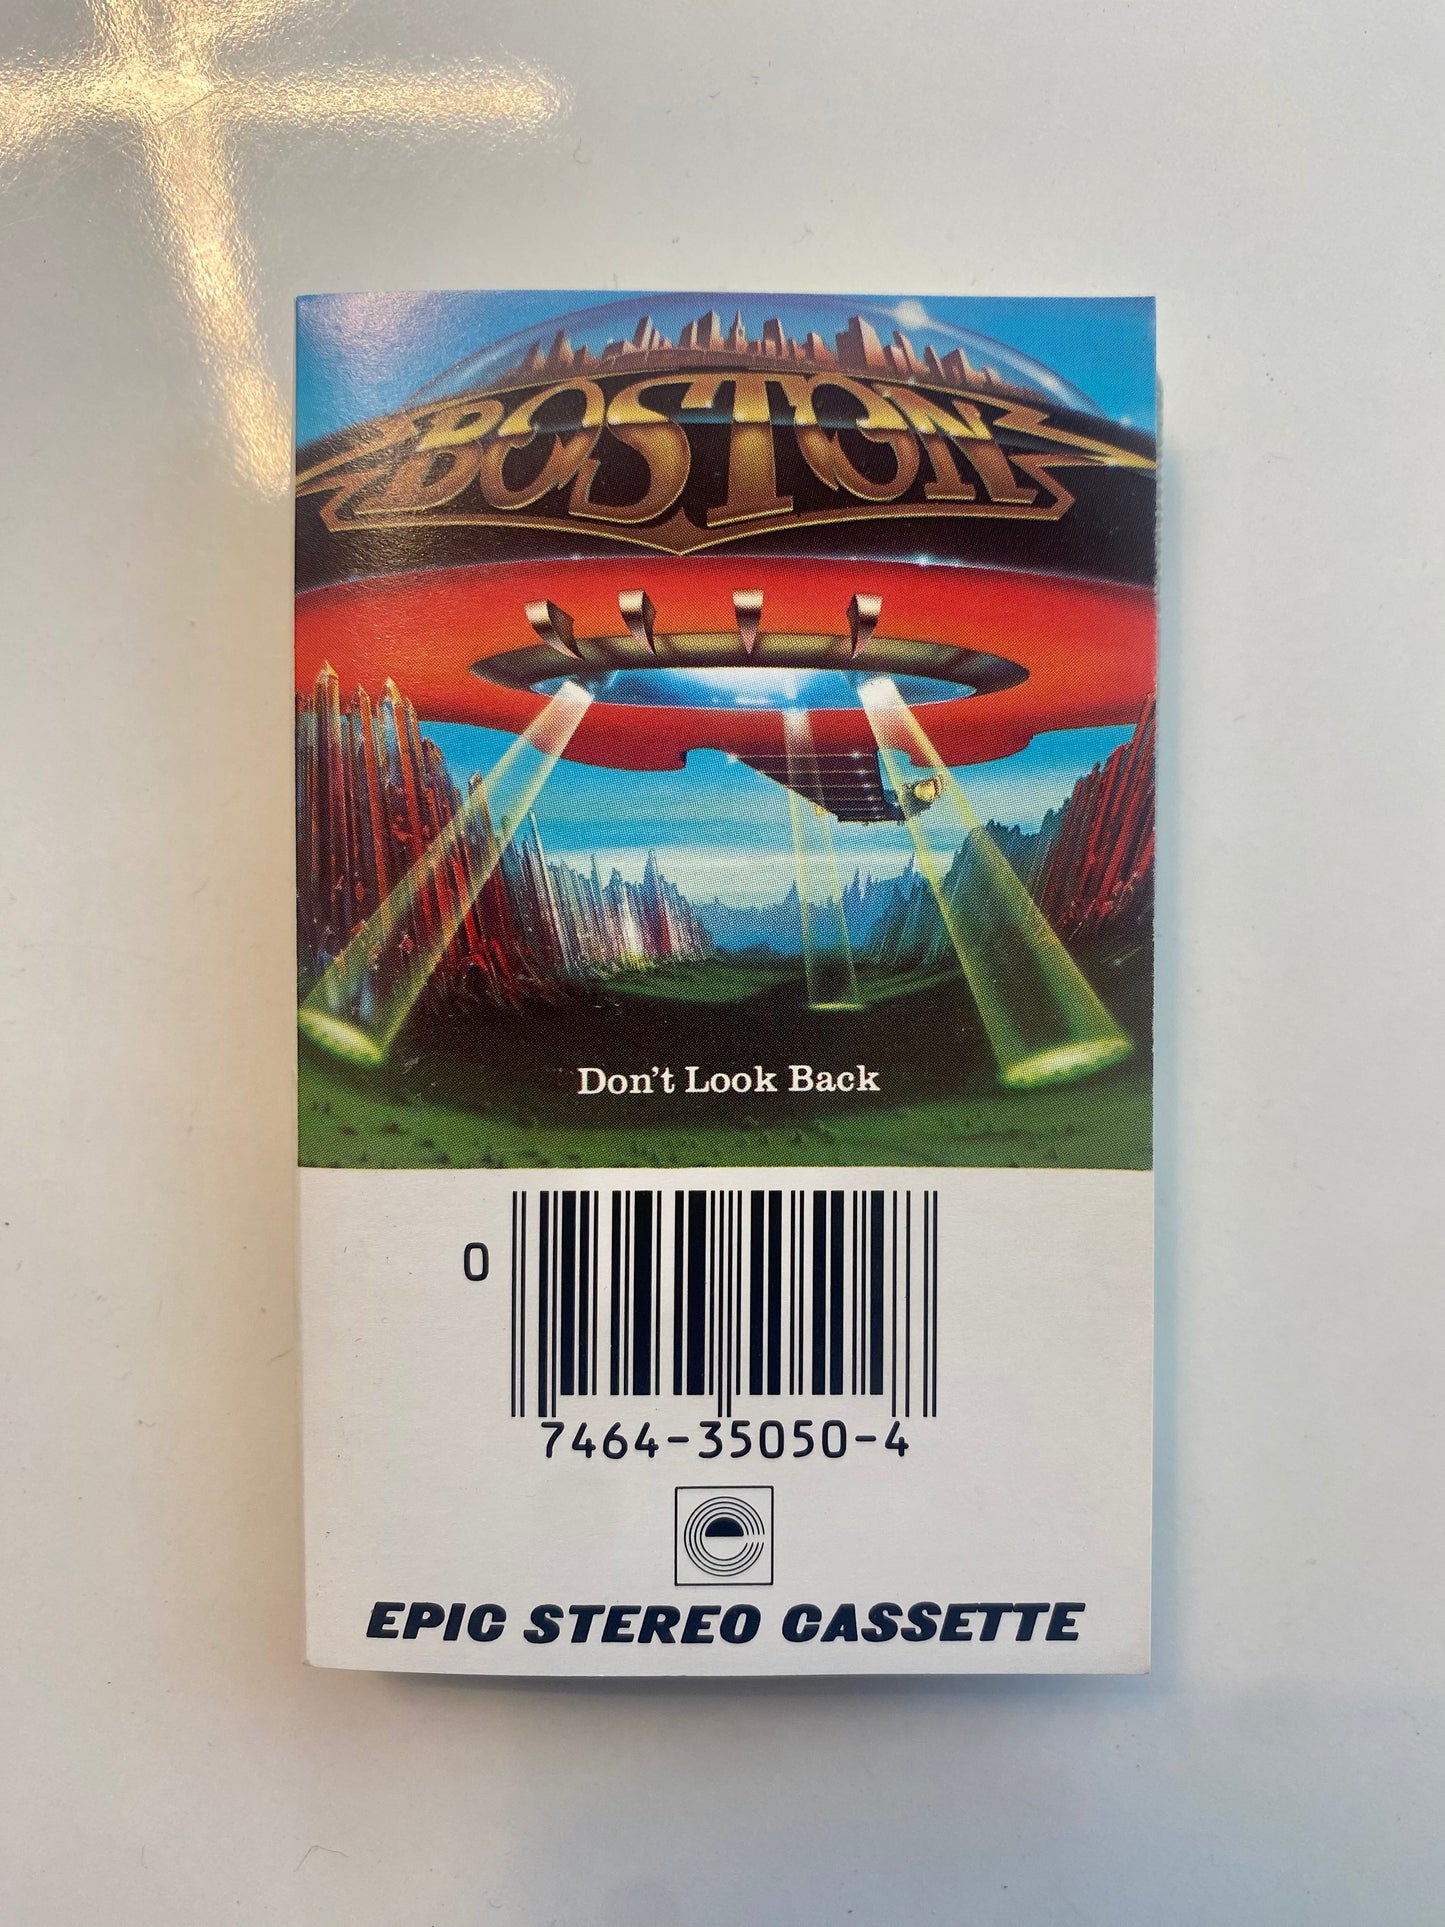 BOSTON
Don't Look Back
0
7464-35050-4
EPIC STEREO CASSETTE